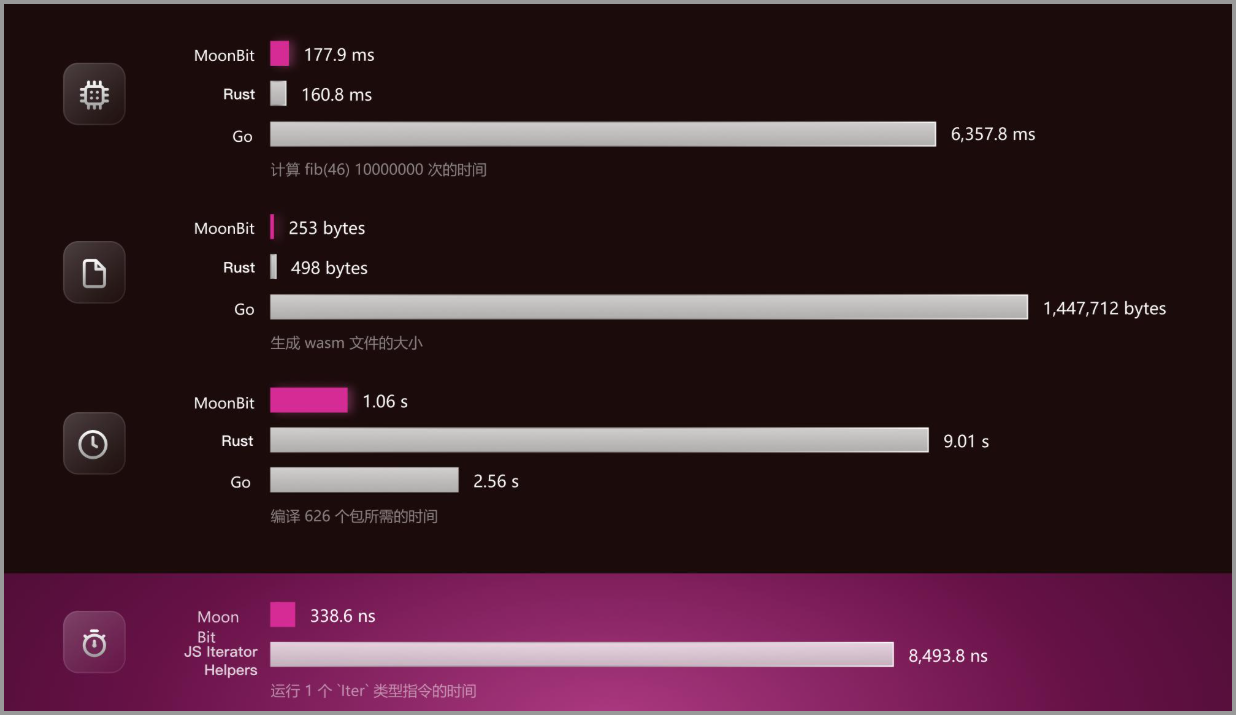 MoonBit 177.9 ms
Rust 160.8 ms
Go 6,357.8 ms
计算 fib(46) 10000000 次的时间
MoonBit 253 bytes
Rust 498 bytes
Go 1,447,712 bytes
生成 wasm 文件的大小
MoonBit 1.06 s
Rust 9.01 s
Go 2.56 s
编译 626 个包所需的时间
Moon 338.6 ns
Bit
JS Iterator 8,493.8 ns
Helpers
运行 1 个 `Iter` 类型指令的时间